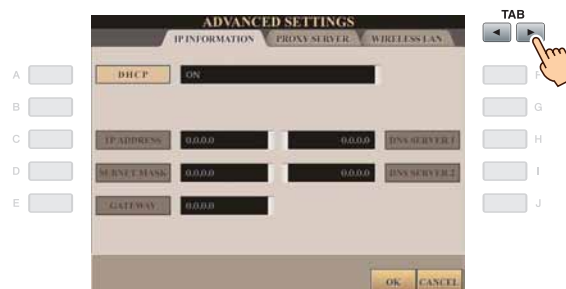 ADVANCED SETTINGS
TAB
IP INFORMATION PROXY SERVER WIRELESS LAN
A DHCP ON F
B G
C IP ADDRESS 0.0.0.0 0.0.0.0 DNS SERVER 1 H
D SUBNET MASK 0.0.0.0 0.0.0.0 DNS SERVER 2 I
E GATEWAY 0.0.0.0 J
OK CANCEL